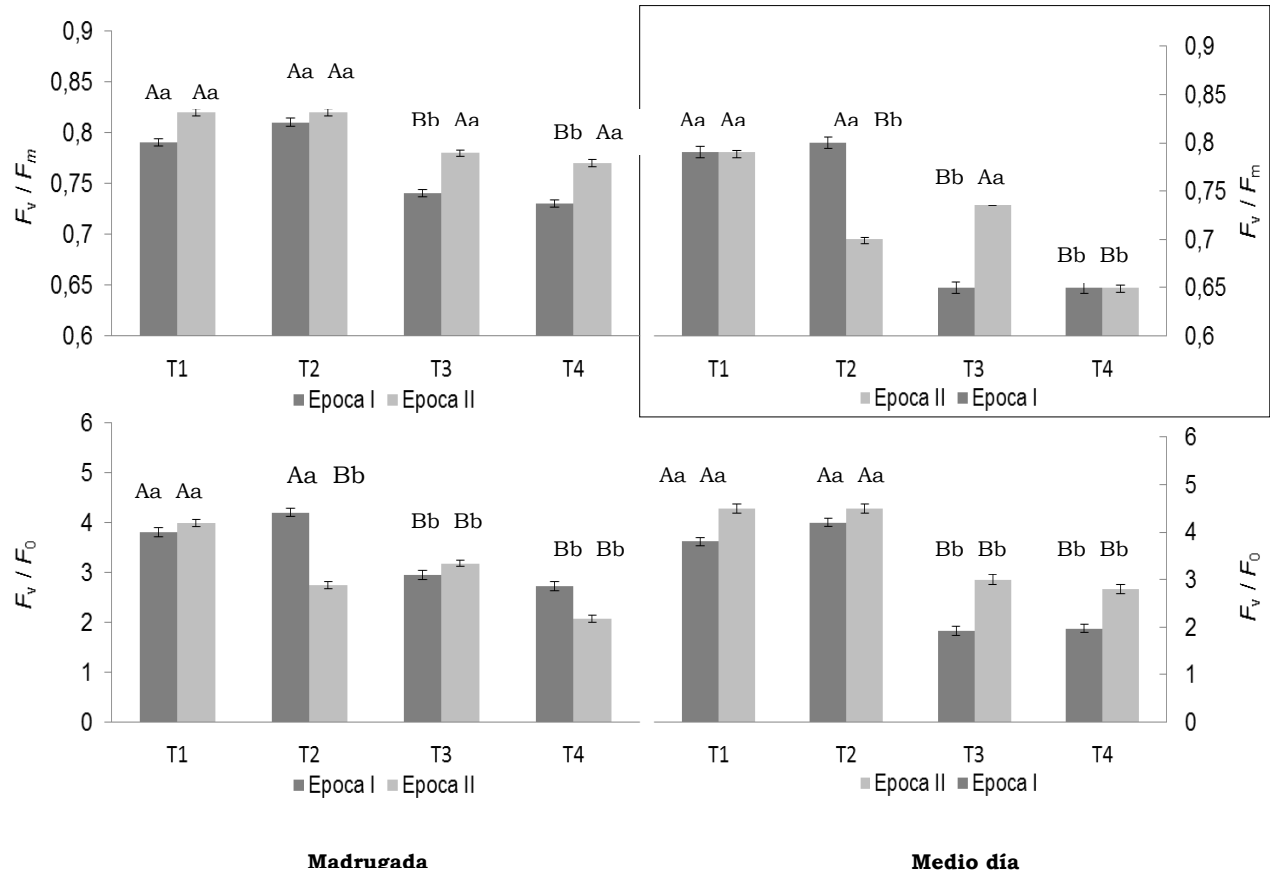 0,9
0,85
0,8
0,75
0,7
0,65
0,6
Fv / Fm
Aa Aa
Aa Aa
Bb Aa
Bb Aa
T1 T2 T3 T4
Epoca I Epoca II
0,9
0,85
0,8
0,75
0,7
0,65
0,6
Fv / Fm
Aa Aa
Aa Bb
Bb Aa
Bb Bb
T1 T2 T3 T4
Epoca II Epoca I
6
5
4
3
2
1
0
Fv / F0
Aa Aa
Aa Bb
Bb Bb
Bb Bb
T1 T2 T3 T4
Epoca I Epoca II
6
5
4
3
2
1
0
Fv / F0
Aa Aa
Aa Aa
Bb Bb
Bb Bb
T1 T2 T3 T4
Epoca II Epoca I
Madrugada
Medio día